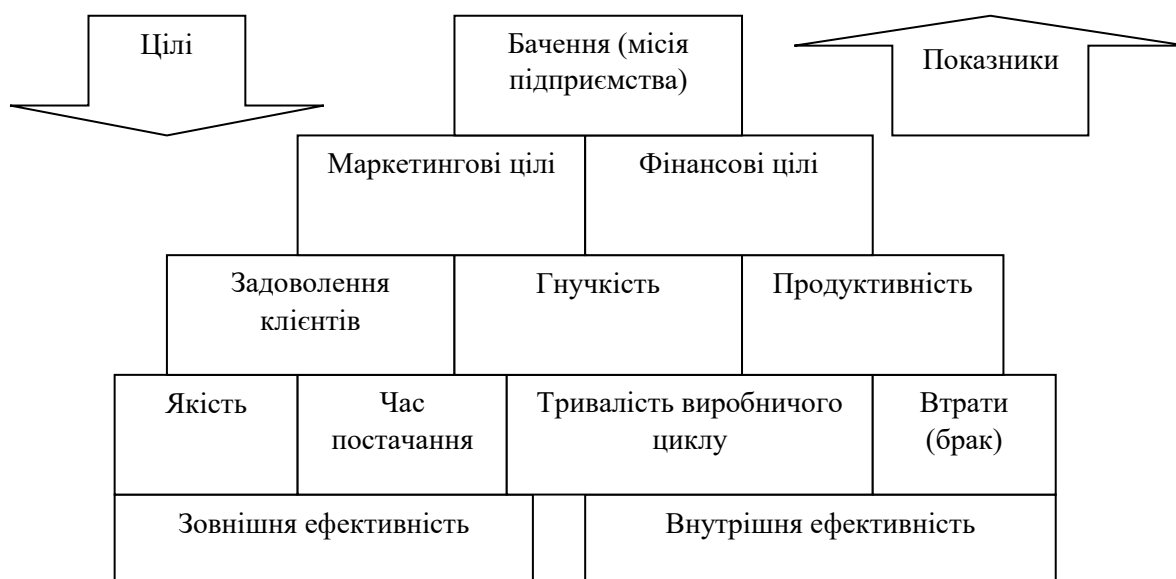 Цілі
Бачення (місія
підприємства)
Показники
Маркетингові цілі
Фінансові цілі
Задоволення
клієнтів
Гнучкість
Продуктивність
Якість
Час
постачання
Тривалість виробничого
циклу
Втрати
(брак)
Зовнішня ефективність
Внутрішня ефективність